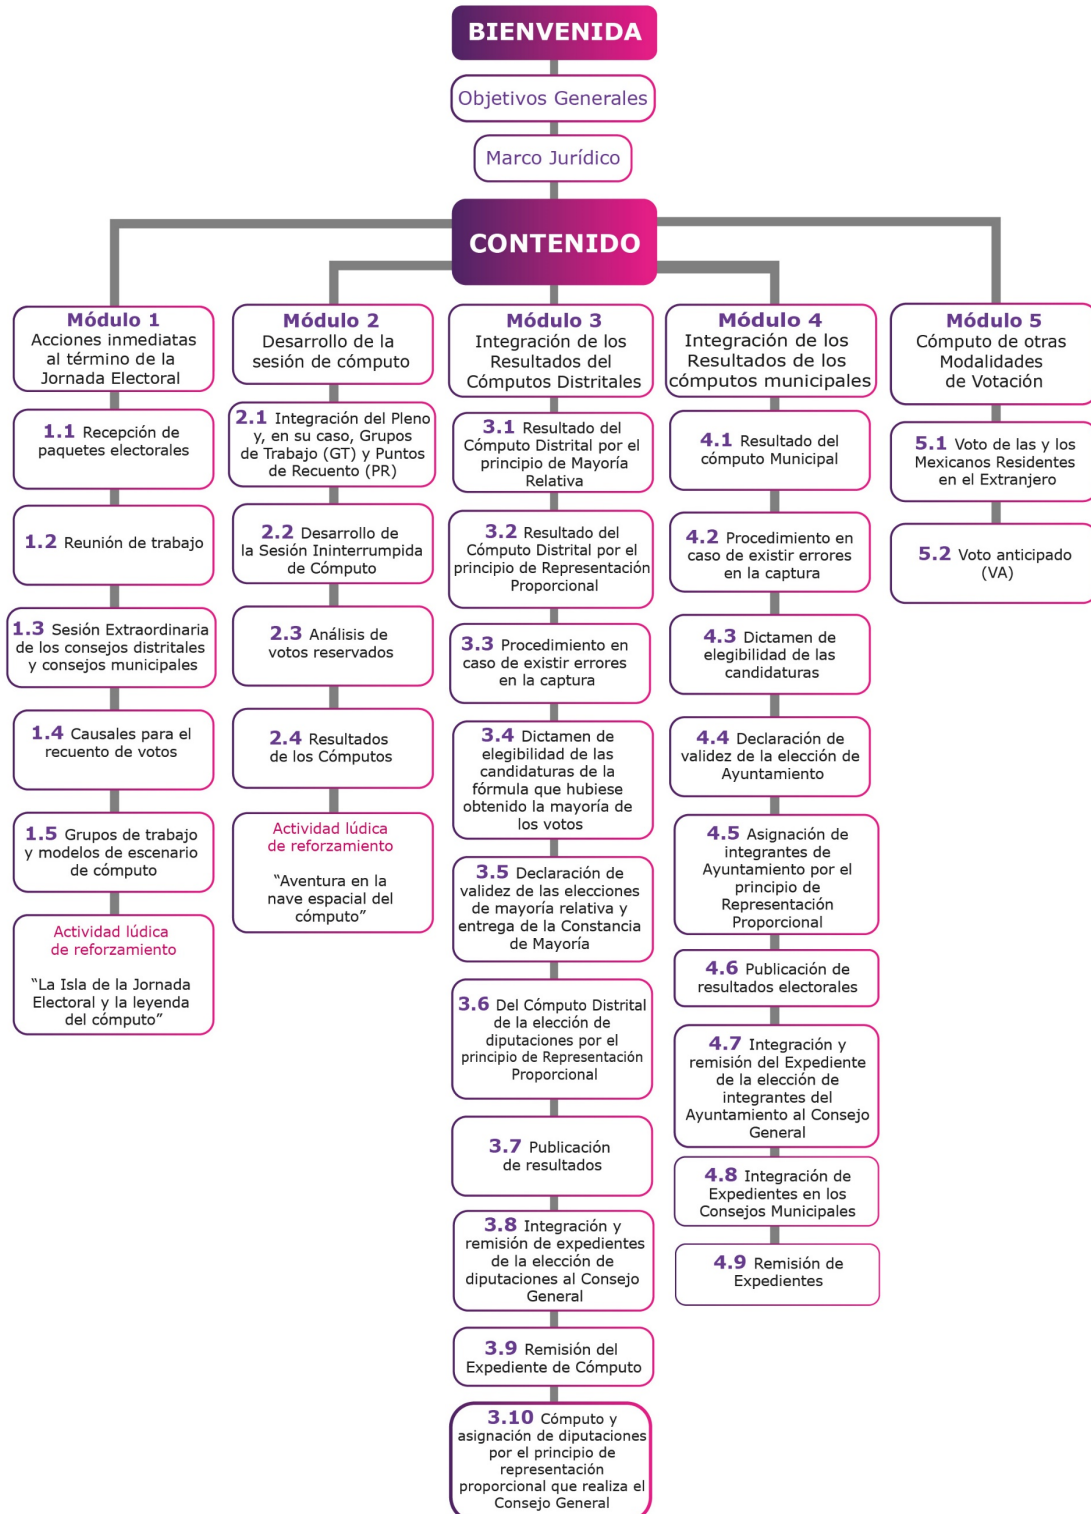 BIENVENIDA
Objetivos Generales
Marco Jurídico
CONTENIDO
Módulo 1
Acciones inmediatas
al término de la
Jornada Electoral
1.1 Recepción de
paquetes electorales
1.2 Reunión de trabajo
1.3 Sesión Extraordinaria
de los consejos distritales
y consejos municipales
1.4 Causales para el
recuento de votos
1.5 Grupos de trabajo
y modelos de escenario
de cómputo
Actividad lúdica
de reforzamiento
“La Isla de la Jornada
Electoral y la leyenda
del cómputo”
Módulo 2
Desarrollo de la
sesión de cómputo
2.1 Integración del Pleno
y, en su caso, Grupos
de Trabajo (GT) y Puntos
de Recuento (PR)
2.2 Desarrollo de
la Sesión Ininterrumpida
de Cómputo
2.3 Análisis de
votos reservados
2.4 Resultados
de los Cómputos
Actividad lúdica
de reforzamiento
“Aventura en la
nave espacial del
cómputo”
Módulo 3
Integración de los
Resultados del
Cómputos Distritales
3.1 Resultado del
Cómputo Distrital por el
principio de Mayoría
Relativa
3.2 Resultado del
Cómputo Distrital por el
principio de Representación
Proporcional
3.3 Procedimiento en
caso de existir errores
en la captura
3.4 Dictamen de
elegibilidad de las
candidaturas de la
fórmula que hubiese
obtenido la mayoría de
los votos
3.5 Declaración de
validez de las elecciones
de mayoría relativa y
entrega de la Constancia
de Mayoría
3.6 Del Cómputo Distrital
de la elección de
diputaciones por el
principio de Representación
Proporcional
3.7 Publicación
de resultados
3.8 Integración y
remisión de expedientes
de la elección de
diputaciones al Consejo
General
3.9 Remisión del
Expediente de Cómputo
3.10 Cómputo y
asignación de diputaciones
por el principio de
representación
proporcional que realiza el
Consejo General
Módulo 4
Integración de los
Resultados de los
cómputos municipales
4.1 Resultado del
cómputo Municipal
4.2 Procedimiento en
caso de existir errores
en la captura
4.3 Dictamen de
elegibilidad de las
candidaturas
4.4 Declaración de
validez de la elección de
Ayuntamiento
4.5 Asignación de
integrantes de
Ayuntamiento por el
principio de
Representación
Proporcional
4.6 Publicación de
resultados electorales
4.7 Integración y
remisión del Expediente
de la elección de
integrantes del
Ayuntamiento al Consejo
General
4.8 Integración de
Expedientes en los
Consejos Municipales
4.9 Remisión de
Expedientes
Módulo 5
Cómputo de otras
Modalidades
de Votación
5.1 Voto de las y los
Mexicanos Residentes
en el Extranjero
5.2 Voto anticipado
(VA)